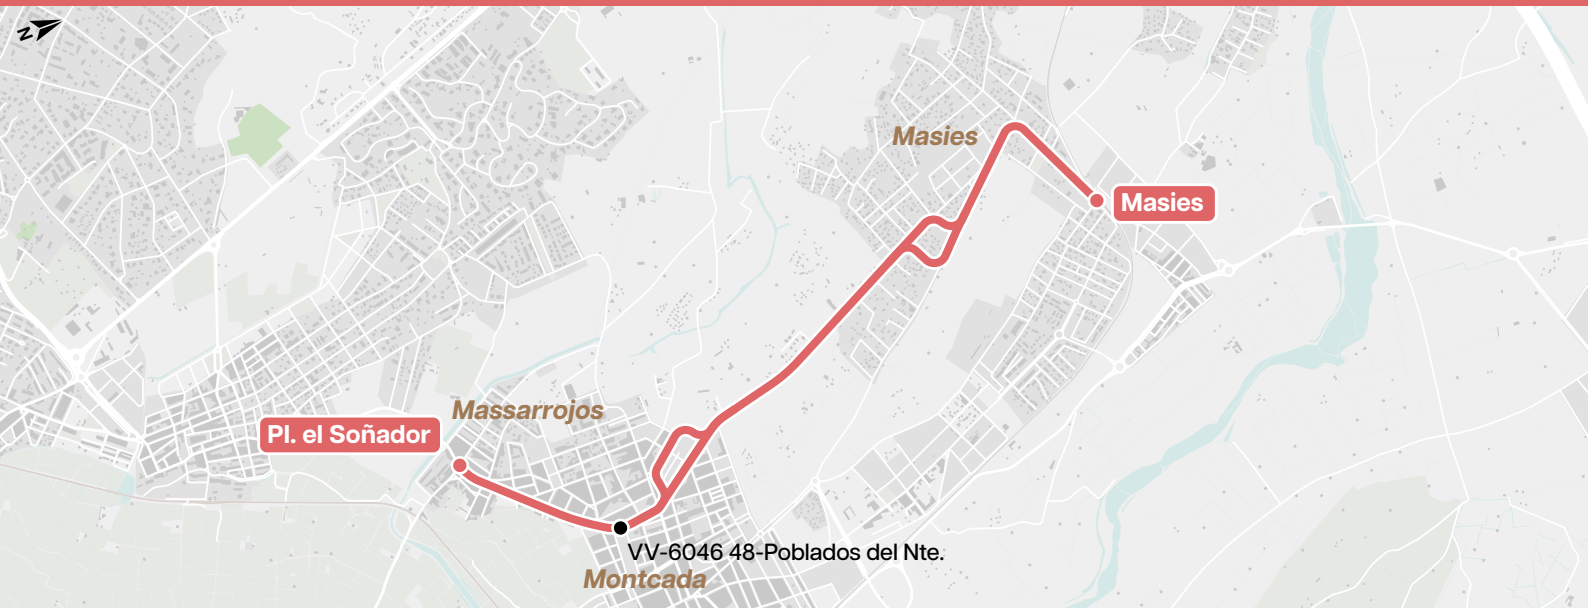 N
Masies
Masies
Massarrojos
Pl. el Soñador
VV-6046 48-Poblados del Nte.
Montcada